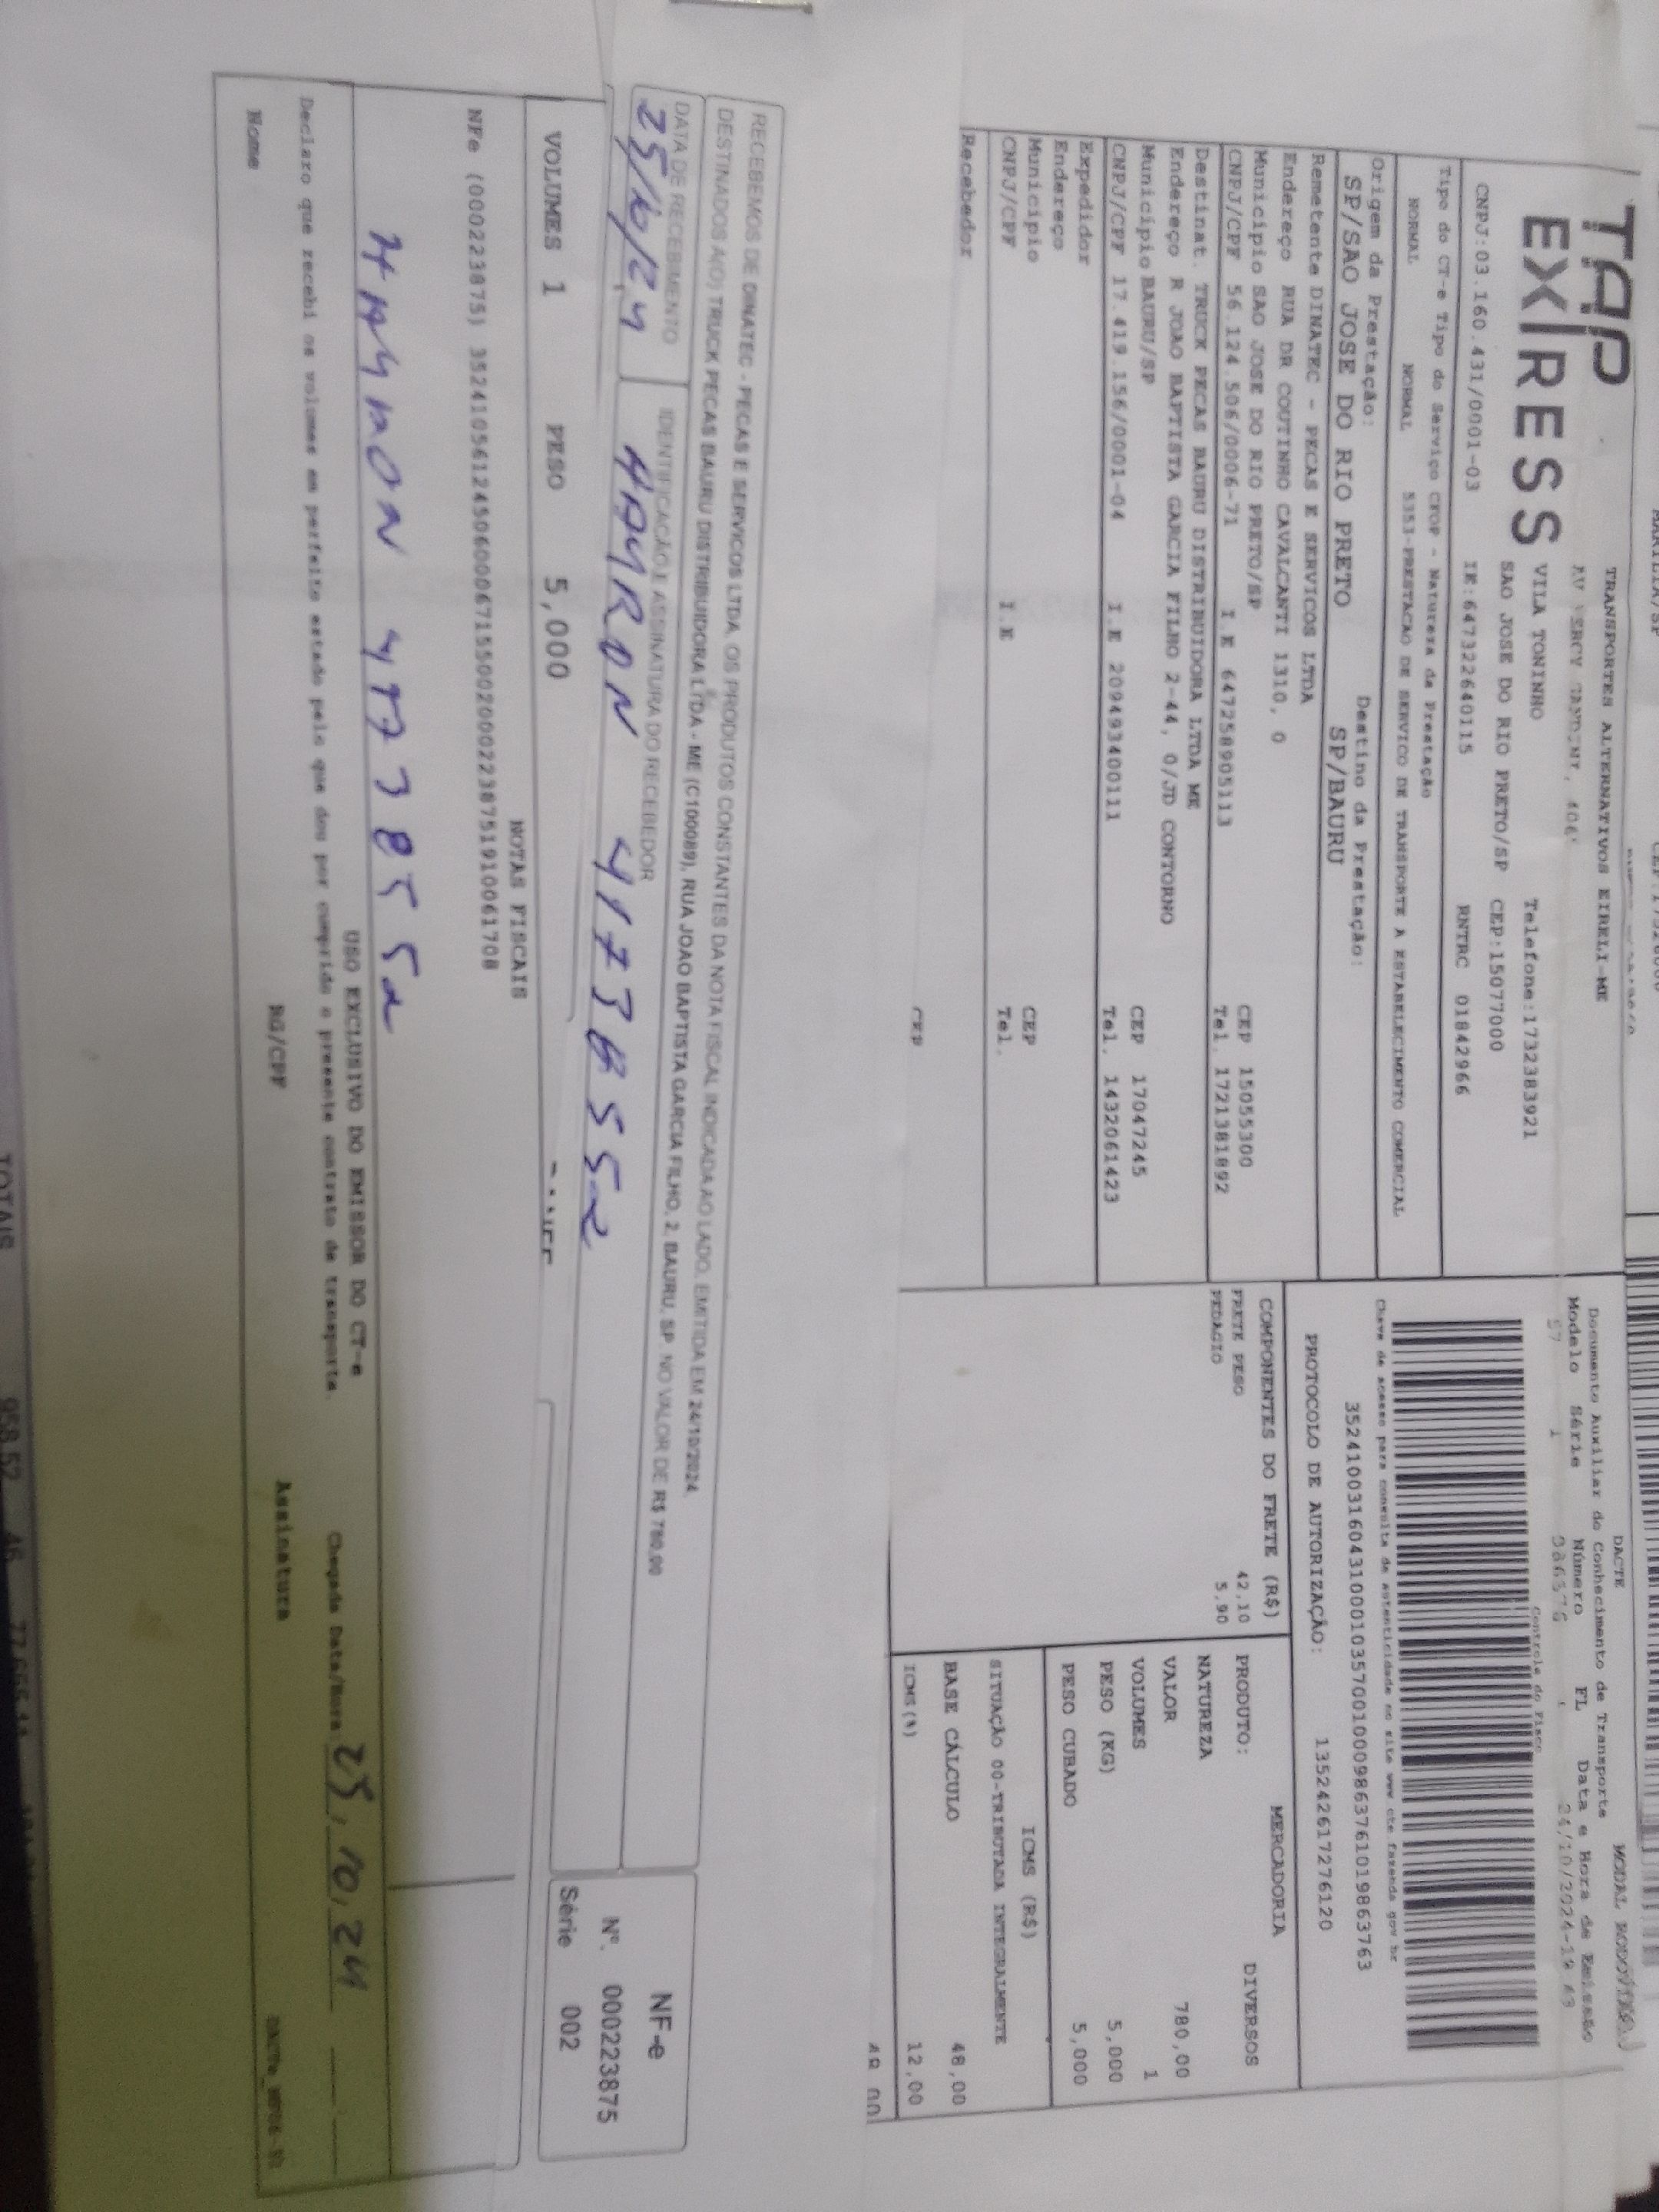 TAP
EXPRESS
TRANSPORTES ALTERNATIVOS EIRELI-ME
VILA TONINHO
Telefone:1732383921
SAO JOSE DO RIO PRETO/SP CEP:15077000
CNPJ:03.160.431/0001-03
IE:647322640115
RNTRC 01842966
Tipo do CT-e Tipo do Serviço CFOP - Natureza da Prestação
NORMAL NORMAL 5353-PRESTACAO DE SERVICO DE TRANSPORTE A ESTABELECIMENTO COMERCIAL
Origem da Prestação: Destino da Prestação:
SP/SAO JOSE DO RIO PRETO SP/BAURU
Remetente DINATEC - PECAS E SERVICOS LTDA
Endereço RUA DR COUTINHO CAVALCANTI 1310, 0
Município SAO JOSE DO RIO PRETO/SP CEP 15055300
CNPJ/CPF 56.124.506/0006-71 I.E 647258905113 Tel. 1721381892
Destinat. TRUCK PECAS BAURU DISTRIBUIDORA LTDA ME
Endereço R JOAO BAPTISTA GARCIA FILHO 2-44, 0/JD CONTORNO
Município BAURU/SP CEP 17047245
CNPJ/CPF 17.419.156/0001-04 I.E 209493400111 Tel. 1432061423
Expedidor
Endereço
Município CEP
CNPJ/CPF I.E Tel.
Recebedor
CEP
DACTE
MODAL
Documento Auxiliar do Conhecimento de Transporte
Modelo Série Número FL Data e Hora de Emissão
57 1
Controle do Fisco
Chave de acesso para consulta de autenticidade no site www.cte.fazenda.gov.br
35241003160431000103570010009863761019863763
PROTOCOLO DE AUTORIZAÇÃO: 135242617276120
COMPONENTES DO FRETE (R$)
FRETE PESO 42,10
PEDAGIO 5,90
MERCADORIA
PRODUTO: DIVERSOS
NATUREZA
VALOR 780,00
VOLUMES 1
PESO (KG) 5,000
PESO CUBADO 5,000
ICMS (R$)
SITUAÇÃO 00-TRIBUTADA INTEGRALMENTE
BASE CÁLCULO 48,00
ICMS(%) 12,00
RECEBEMOS DE DINATEC - PECAS E SERVICOS LTDA, OS PRODUTOS CONSTANTES DA NOTA FISCAL INDICADA AO LADO, EMITIDA EM 24/10/2024,
DESTINADOS A(O) TRUCK PECAS BAURU DISTRIBUIDORA LTDA - ME (C100089), RUA JOAO BAPTISTA GARCIA FILHO, 2, BAURU, SP. NO VALOR DE R$ 780,00
DATA DE RECEBIMENTO IDENTIFICAÇÃO E ASSINATURA DO RECEBEDOR
25/10/24
NF-e
Nº. 000223875
Série 002
VOLUMES 1 PESO 5,000
NOTAS FISCAIS
NFe (000223875) 35241056124506000671550020002238751910061708
USO EXCLUSIVO DO EMISSOR DO CT-e
Declaro que recebi os volumes em perfeito estado pelo que dou por cumprido o presente contrato de transporte.
Chegada Data/Hora 25, 10, 24
Nome RG/CPF Assinatura
TOTAIS 958,52 46